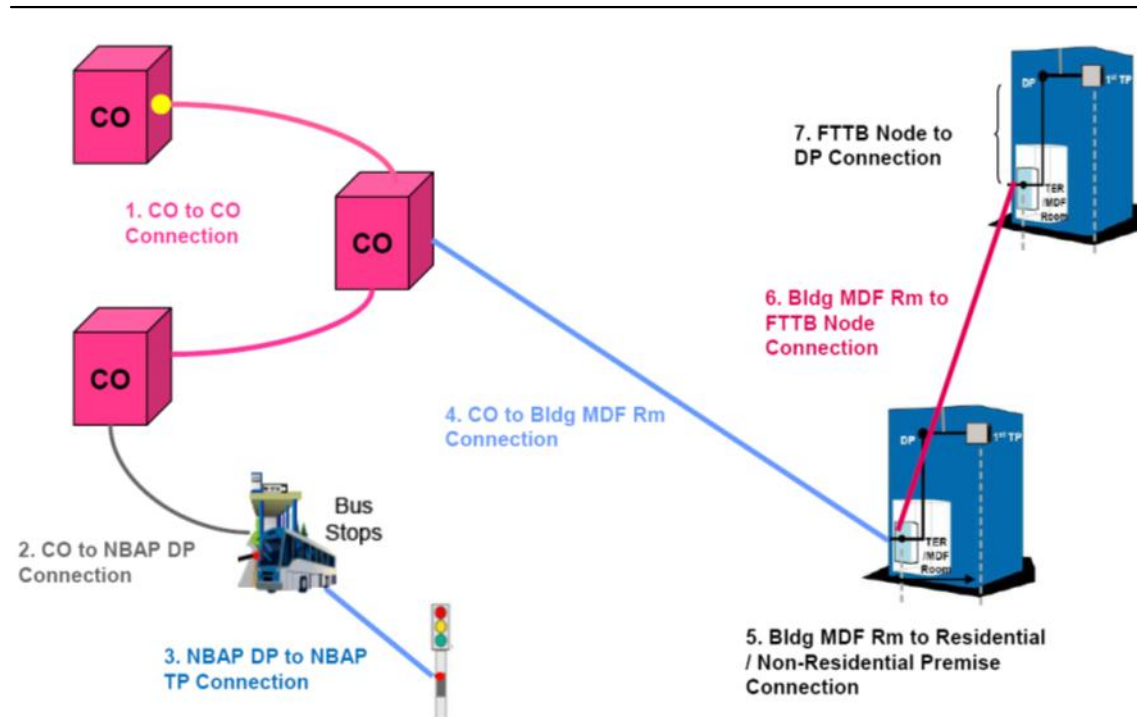 CO
1. CO to CO
Connection
CO
CO
2. CO to NBAP DP
Connection
Bus
Stops
3. NBAP DP to NBAP
TP Connection
4. CO to Bldg MDF Rm
Connection
DP
1st TP
TER
/MDF
Room
5. Bldg MDF Rm to Residential
/ Non-Residential Premise
Connection
6. Bldg MDF Rm to
FTTB Node
Connection
7. FTTB Node to
DP Connection
DP
1st TP
TER
/MDF
Room